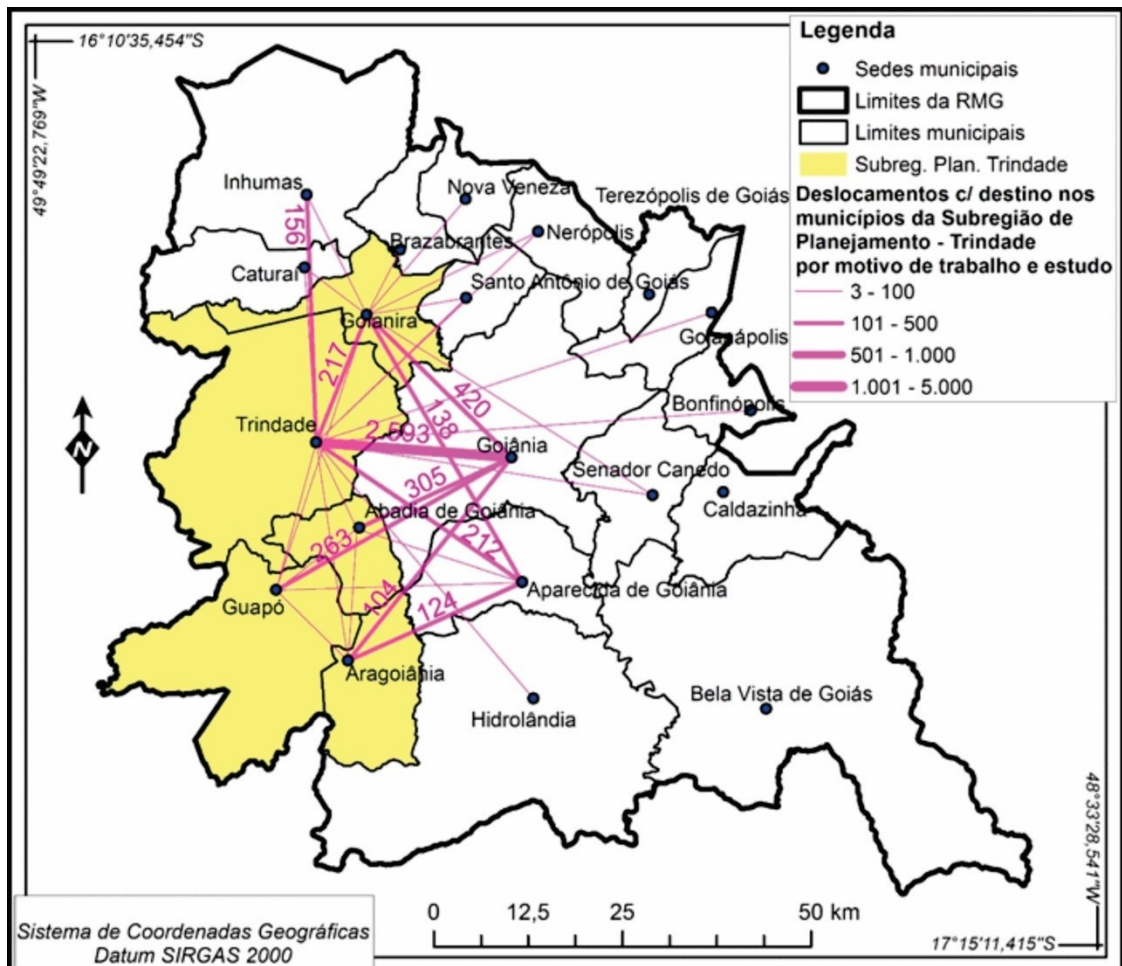 16°10'35,454"S
49°49'22,769"W
Legenda
Sedes municipais
Limites da RMG
Limites municipais
Subreg. Plan. Trindade
Deslocamentos c/ destino nos
municípios da Subregião de
Planejamento - Trindade
por motivo de trabalho e estudo
3 - 100
101 - 500
501 - 1.000
1.001 - 5.000
Inhumas
Nova Veneza
Terezópolis de Goiás
156
Brazabrantes
Nerópolis
Caturaí
Santo Antônio de Goiás
Goianira
Goianápolis
217
420
138
Bonfinópolis
Trindade
2.593
Goiânia
Senador Canedo
305
Caldazinha
Abadia de Goiânia
263
212
Aparecida de Goiânia
Guapó
104
124
Aragoiânia
Bela Vista de Goiás
Hidrolândia
N
48°33'28,541"W
0 12,5 25 50 km
Sistema de Coordenadas Geográficas
Datum SIRGAS 2000
17°15'11,415"S